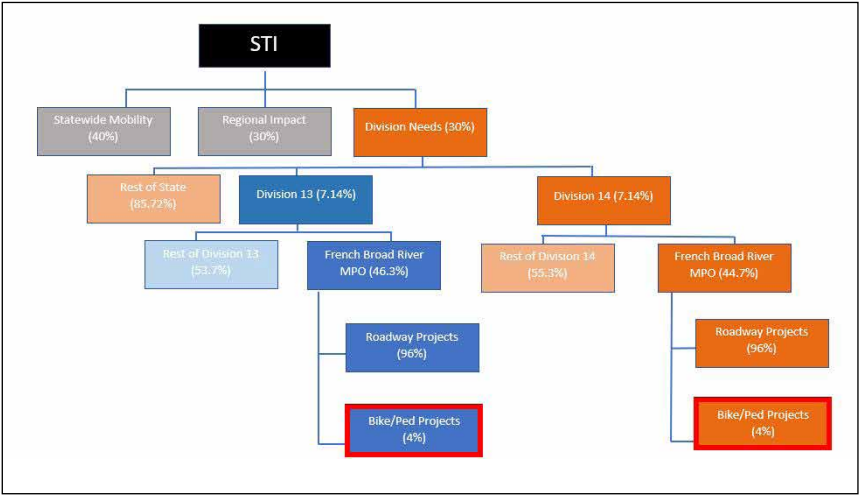 STI
Statewide Mobility
(40%)
Regional Impact
(30%)
Division Needs (30%)
Rest of State
(85.72%)
Division 13 (7.14%)
Division 14 (7.14%)
Rest of Division 13
(53.7%)
French Broad River
MPO (46.3%)
Rest of Division 14
(55.3%)
French Broad River
MPO (44.7%)
Roadway Projects
(96%)
Roadway Projects
(96%)
Bike/Ped Projects
(4%)
Bike/Ped Projects
(4%)